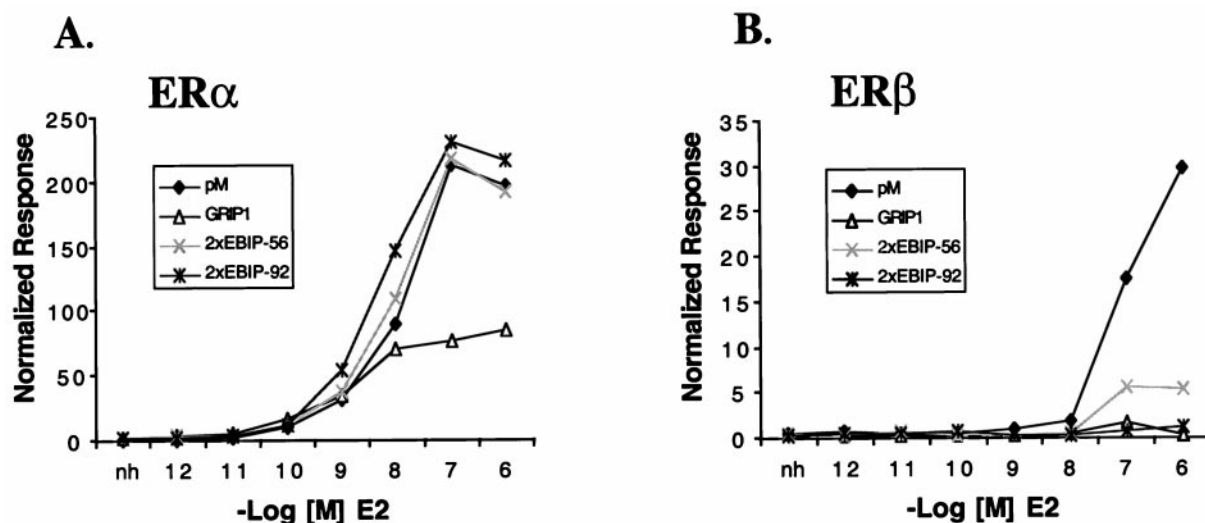 A.
ERα
Normalized Response
250
200
150
100
50
0
pM
GRIP1
2xEBIP-56
2xEBIP-92
nh 12 11 10 9 8 7 6
-Log [M] E2
B.
ERβ
Normalized Response
35
30
25
20
15
10
5
0
pM
GRIP1
2xEBIP-56
2xEBIP-92
nh 12 11 10 9 8 7 6
-Log [M] E2